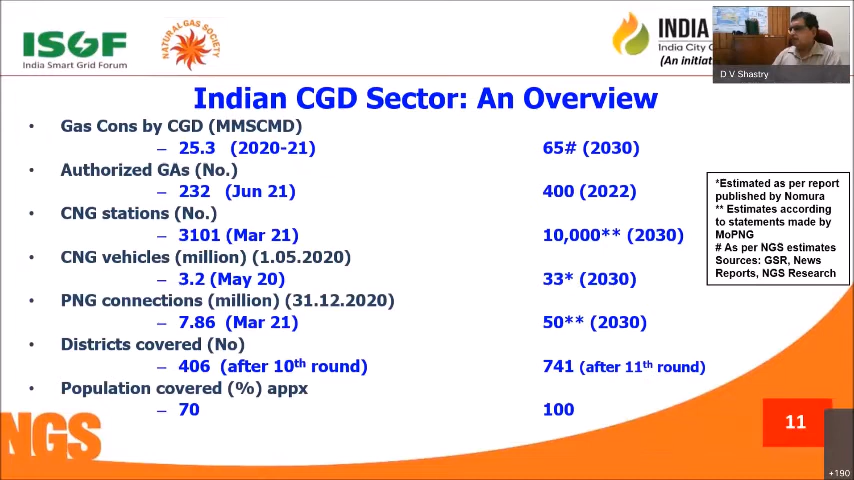 ISGF
India Smart Grid Forum
NATURAL GAS SOCIETY
INDIA
India City G
(An initiat
D V Shastry
Indian CGD Sector: An Overview
• Gas Cons by CGD (MMSCMD)
– 25.3 (2020-21) 65# (2030)
• Authorized GAs (No.)
– 232 (Jun 21) 400 (2022)
• CNG stations (No.)
– 3101 (Mar 21) 10,000** (2030)
• CNG vehicles (million) (1.05.2020)
– 3.2 (May 20) 33* (2030)
• PNG connections (million) (31.12.2020)
– 7.86 (Mar 21) 50** (2030)
• Districts covered (No)
– 406 (after 10th round) 741 (after 11th round)
• Population covered (%) appx
– 70 100
*Estimated as per report
published by Nomura
** Estimates according
to statements made by
MoPNG
# As per NGS estimates
Sources: GSR, News
Reports, NGS Research
NGS
11
+190